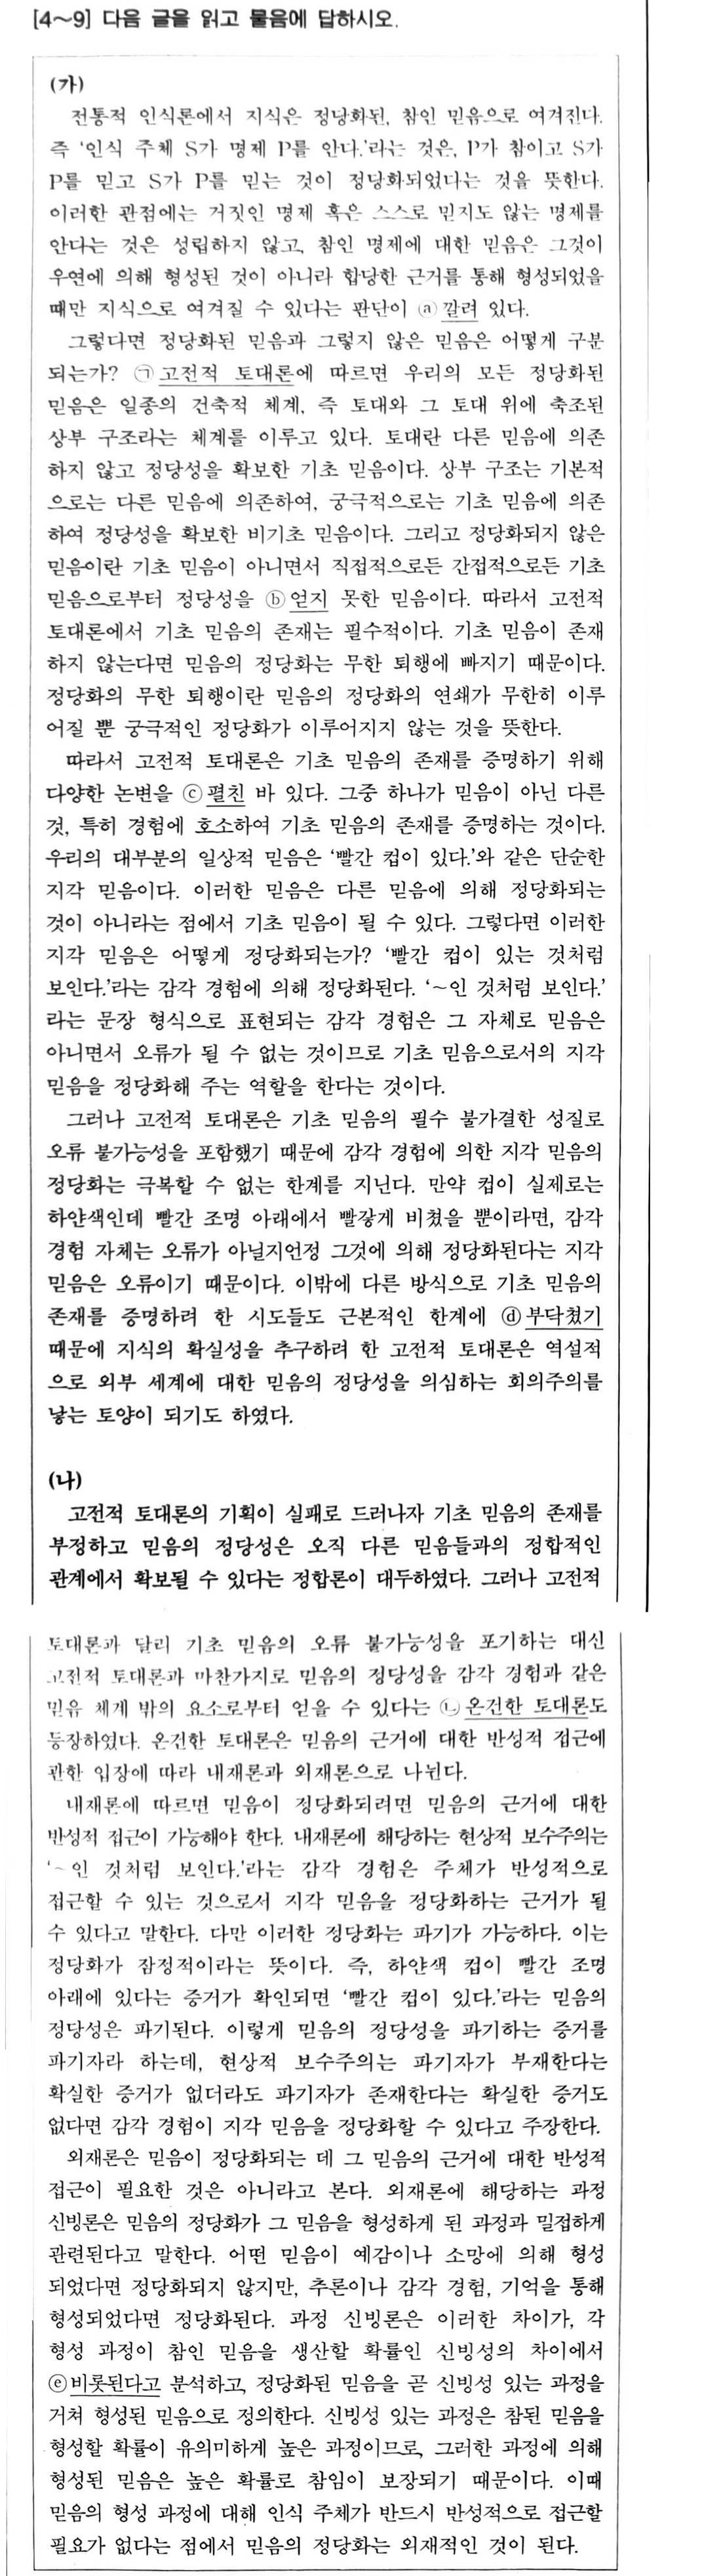 [4～9] 다음 글을 읽고 물음에 답하시오.
(가)
전통적 인식론에서 지식은 정당화된, 참인 믿음으로 여겨진다.
즉 ‘인식 주체 S가 명제 P를 안다.’라는 것은, P가 참이고 S가
P를 믿고 S가 P를 믿는 것이 정당화되었다는 것을 뜻한다.
이러한 관점에는 거짓인 명제 혹은 스스로 믿지도 않는 명제를
안다는 것은 성립하지 않고, 참인 명제에 대한 믿음은 그것이
우연에 의해 형성된 것이 아니라 합당한 근거를 통해 형성되었을
때만 지식으로 여겨질 수 있다는 판단이 ⓐ깔려 있다.
그렇다면 정당화된 믿음과 그렇지 않은 믿음은 어떻게 구분
되는가? ㉠고전적 토대론에 따르면 우리의 모든 정당화된
믿음은 일종의 건축적 체계, 즉 토대와 그 토대 위에 축조된
상부 구조라는 체계를 이루고 있다. 토대란 다른 믿음에 의존
하지 않고 정당성을 확보한 기초 믿음이다. 상부 구조는 기본적
으로는 다른 믿음에 의존하여, 궁극적으로는 기초 믿음에 의존
하여 정당성을 확보한 비기초 믿음이다. 그리고 정당화되지 않은
믿음이란 기초 믿음이 아니면서 직접적으로든 간접적으로든 기초
믿음으로부터 정당성을 ⓑ얻지 못한 믿음이다. 따라서 고전적
토대론에서 기초 믿음의 존재는 필수적이다. 기초 믿음이 존재
하지 않는다면 믿음의 정당화는 무한 퇴행에 빠지기 때문이다.
정당화의 무한 퇴행이란 믿음의 정당화의 연쇄가 무한히 이루
어질 뿐 궁극적인 정당화가 이루어지지 않는 것을 뜻한다.
따라서 고전적 토대론은 기초 믿음의 존재를 증명하기 위해
다양한 논변을 ⓒ펼친 바 있다. 그중 하나가 믿음이 아닌 다른
것, 특히 경험에 호소하여 기초 믿음의 존재를 증명하는 것이다.
우리의 대부분의 일상적 믿음은 ‘빨간 컵이 있다.’와 같은 단순한
지각 믿음이다. 이러한 믿음은 다른 믿음에 의해 정당화되는
것이 아니라는 점에서 기초 믿음이 될 수 있다. 그렇다면 이러한
지각 믿음은 어떻게 정당화되는가? ‘빨간 컵이 있는 것처럼
보인다.’라는 감각 경험에 의해 정당화된다. ‘～인 것처럼 보인다.’
라는 문장 형식으로 표현되는 감각 경험은 그 자체로 믿음은
아니면서 오류가 될 수 없는 것이므로 기초 믿음으로서의 지각
믿음을 정당화해 주는 역할을 한다는 것이다.
그러나 고전적 토대론은 기초 믿음의 필수 불가결한 성질로
오류 불가능성을 포함했기 때문에 감각 경험에 의한 지각 믿음의
정당화는 극복할 수 없는 한계를 지닌다. 만약 컵이 실제로는
하얀색인데 빨간 조명 아래에서 빨갛게 비쳤을 뿐이라면, 감각
경험 자체는 오류가 아닐지언정 그것에 의해 정당화된다는 지각
믿음은 오류이기 때문이다. 이밖에 다른 방식으로 기초 믿음의
존재를 증명하려 한 시도들도 근본적인 한계에 ⓓ부닥쳤기
때문에 지식의 확실성을 추구하려 한 고전적 토대론은 역설적
으로 외부 세계에 대한 믿음의 정당성을 의심하는 회의주의를
낳는 토양이 되기도 하였다.
(나)
고전적 토대론의 기획이 실패로 드러나자 기초 믿음의 존재를
부정하고 믿음의 정당성은 오직 다른 믿음들과의 정합적인
관계에서 확보될 수 있다는 정합론이 대두하였다. 그러나 고전적
토대론과 달리 기초 믿음의 오류 불가능성을 포기하는 대신
고전적 토대론과 마찬가지로 믿음의 정당성을 감각 경험과 같은
믿음 체계 밖의 요소로부터 얻을 수 있다는 ㉡온건한 토대론도
등장하였다. 온건한 토대론은 믿음의 근거에 대한 반성적 접근에
관한 입장에 따라 내재론과 외재론으로 나뉜다.
내재론에 따르면 믿음이 정당화되려면 믿음의 근거에 대한
반성적 접근이 가능해야 한다. 내재론에 해당하는 현상적 보수주의는
‘～인 것처럼 보인다.’라는 감각 경험은 주체가 반성적으로
접근할 수 있는 것으로서 지각 믿음을 정당화하는 근거가 될
수 있다고 말한다. 다만 이러한 정당화는 파기가 가능하다. 이는
정당화가 잠정적이라는 뜻이다. 즉, 하얀색 컵이 빨간 조명
아래에 있다는 증거가 확인되면 ‘빨간 컵이 있다.’라는 믿음의
정당성은 파기된다. 이렇게 믿음의 정당성을 파기하는 증거를
파기자라 하는데, 현상적 보수주의는 파기자가 부재한다는
확실한 증거가 없더라도 파기자가 존재한다는 확실한 증거도
없다면 감각 경험이 지각 믿음을 정당화할 수 있다고 주장한다.
외재론은 믿음이 정당화되는 데 그 믿음의 근거에 대한 반성적
접근이 필요한 것은 아니라고 본다. 외재론에 해당하는 과정
신빙론은 믿음의 정당화가 그 믿음을 형성하게 된 과정과 밀접하게
관련된다고 말한다. 어떤 믿음이 예감이나 소망에 의해 형성
되었다면 정당화되지 않지만, 추론이나 감각 경험, 기억을 통해
형성되었다면 정당화된다. 과정 신빙론은 이러한 차이가, 각
형성 과정이 참인 믿음을 생산할 확률인 신빙성의 차이에서
ⓔ비롯된다고 분석하고, 정당화된 믿음을 곧 신빙성 있는 과정을
거쳐 형성된 믿음으로 정의한다. 신빙성 있는 과정은 참된 믿음을
형성할 확률이 유의미하게 높은 과정이므로, 그러한 과정에 의해
형성된 믿음은 높은 확률로 참임이 보장되기 때문이다. 이때
믿음의 형성 과정에 대해 인식 주체가 반드시 반성적으로 접근할
필요가 없다는 점에서 믿음의 정당화는 외재적인 것이 된다.